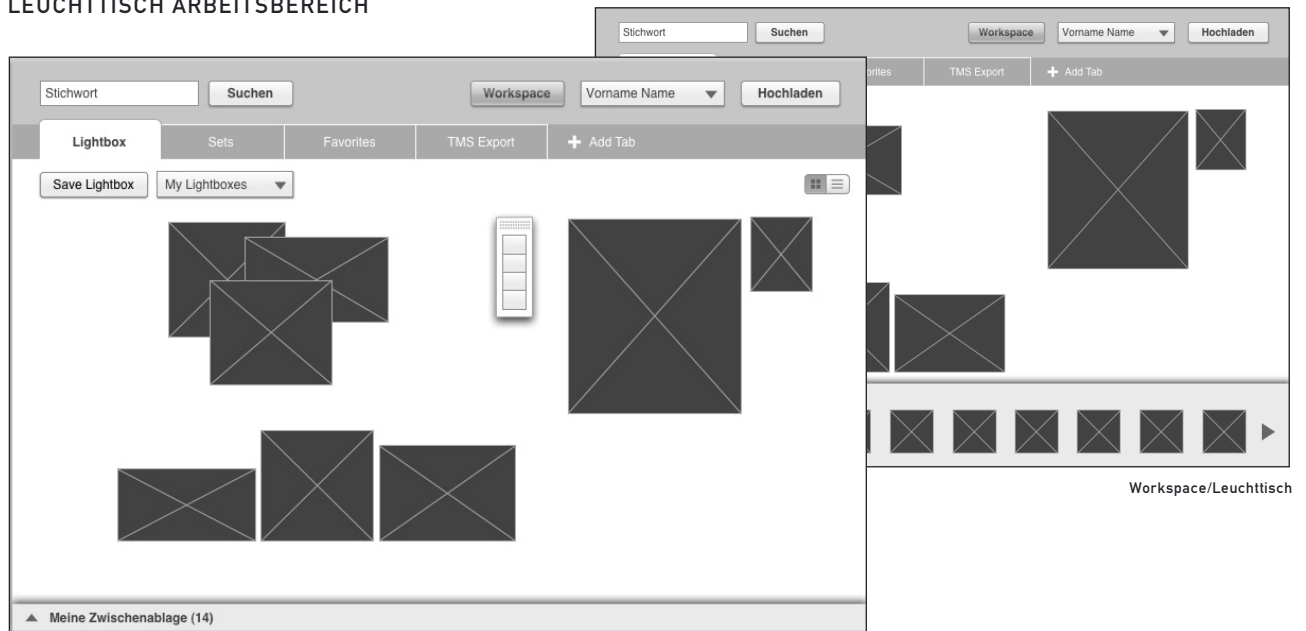 LEUCHTTISCH ARBEITSBEREICH
Stichwort Suchen Workspace Vorname Name Hochladen
TMS Export Add Tab
Stichwort Suchen Workspace Vorname Name Hochladen
Lightbox Sets Favorites TMS Export Add Tab
Save Lightbox My Lightboxes
Meine Zwischenablage (14)
Workspace/Leuchttisch